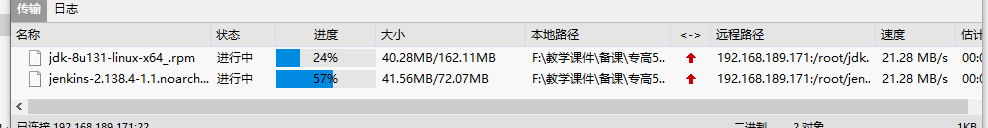 传输 日志
名称 状态 进度 大小 本地路径 <-> 远程路径 速度 估计
jdk-8u131-linux-x64_.rpm 进行中 24% 40.28MB/162.11MB F:\教学课件\备课\专高5.. 192.168.189.171:/root/jdk.. 21.28 MB/s 00:
jenkins-2.138.4-1.1.noarch... 进行中 57% 41.56MB/72.07MB F:\教学课件\备课\专高5.. 192.168.189.171:/root/jen.. 21.28 MB/s 00:
已连接 192.168.189.171:22 二进制 2 对象 1KB